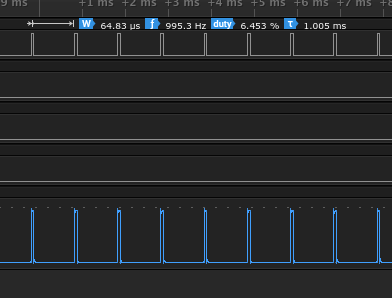 9 ms +1 ms +2 ms +3 ms +4 ms +5 ms +6 ms +7 ms +8
W 64.83 µs f 995.3 Hz duty 6.453 % τ 1.005 ms